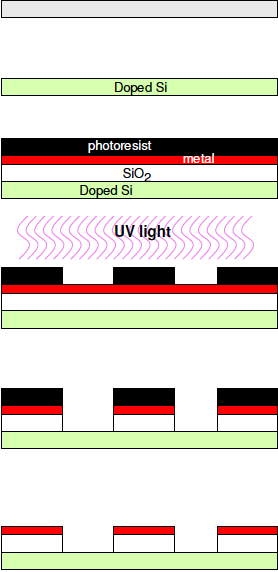 Doped Si
photoresist
metal
SiO2
Doped Si
UV light